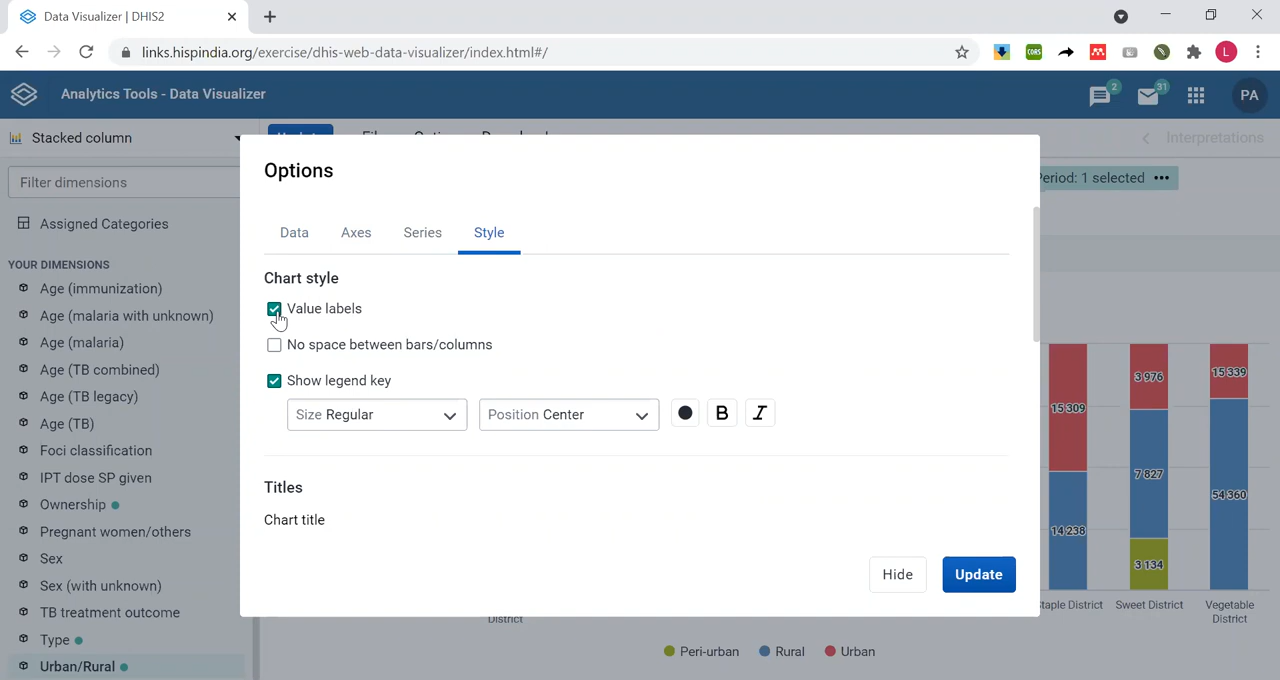 Data Visualizer | DHIS2
links.hispindia.org/exercise/dhis-web-data-visualizer/index.html#/
CORS
L
Analytics Tools - Data Visualizer
2
31
PA
Stacked column
Interpretations
Filter dimensions
Period: 1 selected
Assigned Categories
YOUR DIMENSIONS
Age (immunization)
Age (malaria with unknown)
Age (malaria)
Age (TB combined)
Age (TB legacy)
Age (TB)
Foci classification
IPT dose SP given
Ownership
Pregnant women/others
Sex
Sex (with unknown)
TB treatment outcome
Type
Urban/Rural
Options
Data Axes Series Style
Chart style
Value labels
No space between bars/columns
Show legend key
Size Regular
Position Center
B
I
Titles
Chart title
Hide
Update
15 309
14 238
3 976
7 827
3 134
15 339
54 360
Staple District
Sweet District
Vegetable
District
District
Peri-urban Rural Urban